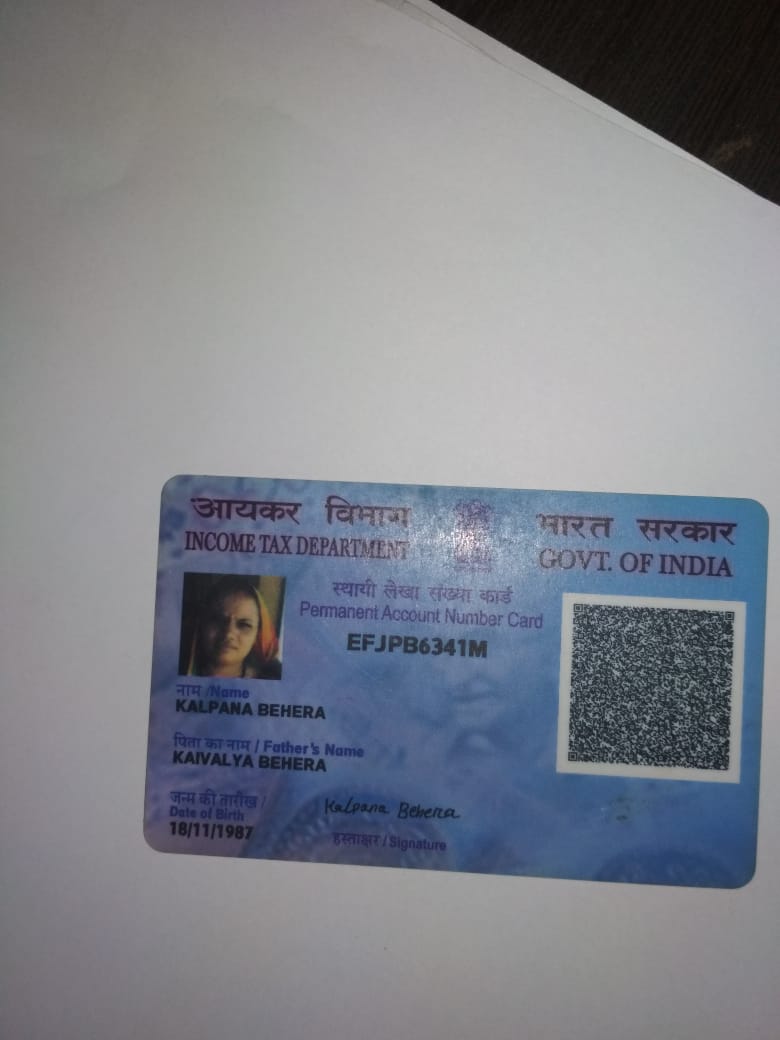 आयकर विभाग
INCOME TAX DEPARTMENT
भारत सरकार
GOVT. OF INDIA
स्थायी लेखा संख्या कार्ड
Permanent Account Number Card
EFJPB6341M
नाम /Name
KALPANA BEHERA
पिता का नाम / Father's Name
KAIVALYA BEHERA
जन्म की तारीख /
Date of Birth
18/11/1987
Kalpana Behera
हस्ताक्षर / Signature